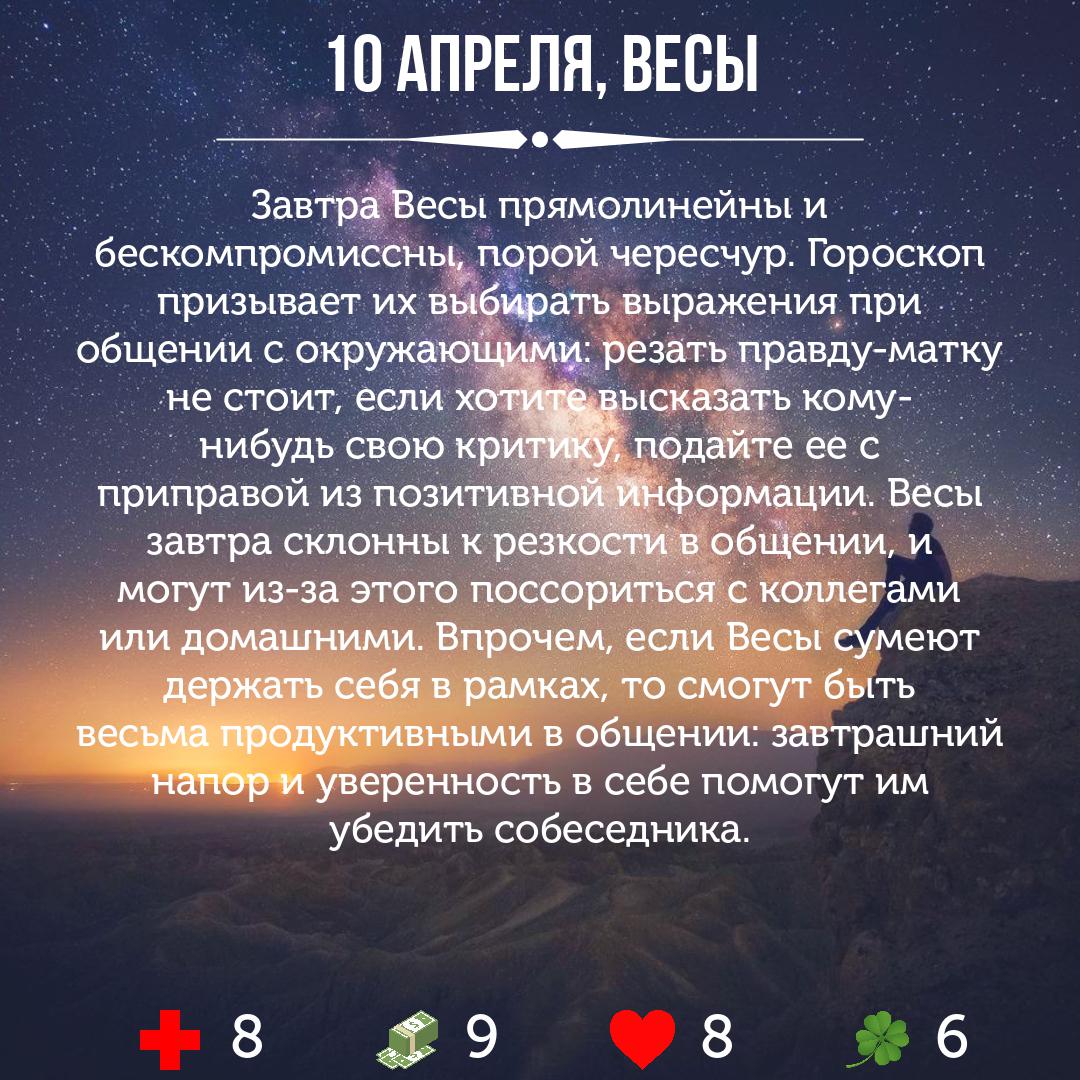 10 АПРЕЛЯ, ВЕСЫ
Завтра Весы прямолинейны и
бескомпромиссны, порой чересчур. Гороскоп
призывает их выбирать выражения при
общении с окружающими: резать правду-матку
не стоит, если хотите высказать кому-
нибудь свою критику, подайте ее с
приправой из позитивной информации. Весы
завтра склонны к резкости в общении, и
могут из-за этого поссориться с коллегами
или домашними. Впрочем, если Весы сумеют
держать себя в рамках, то смогут быть
весьма продуктивными в общении: завтрашний
напор и уверенность в себе помогут им
убедить собеседника.
8 9 8 6